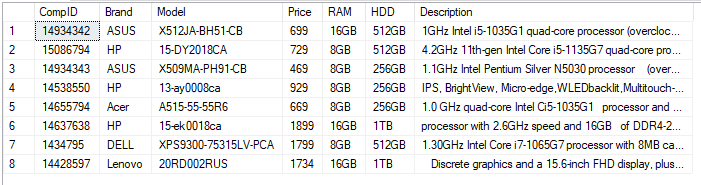 CompID Brand Model Price RAM HDD Description
1 14934342 ASUS X512JA-BH51-CB 699 16GB 512GB 1GHz Intel i5-1035G1 quad-core processor (overcloc...
2 15086794 HP 15-DY2018CA 729 8GB 512GB 4.2GHz 11th-gen Intel Core i5-1135G7 quad-core pro...
3 14934343 ASUS X509MA-PH91-CB 469 8GB 256GB 1.1GHz Intel Pentium Silver N5030 processor (over...
4 14538550 HP 13-ay0008ca 929 8GB 256GB IPS, BrightView, Micro-edge,WLEDbacklit,Multitouch-...
5 14655794 Acer A515-55-55R6 669 8GB 256GB 1.0 GHz quad-core Intel Ci5-1035G1 processor and ...
6 14637638 HP 15-ek0018ca 1899 16GB 1TB processor with 2.6GHz speed and 16GB of DDR4-2...
7 1434795 DELL XPS9300-75315LV-PCA 1799 8GB 512GB 1.30GHz Intel Core i7-1065G7 processor with 8MB ca...
8 14428597 Lenovo 20RD002RUS 1734 16GB 1TB Discrete graphics and a 15.6-inch FHD display, plus...